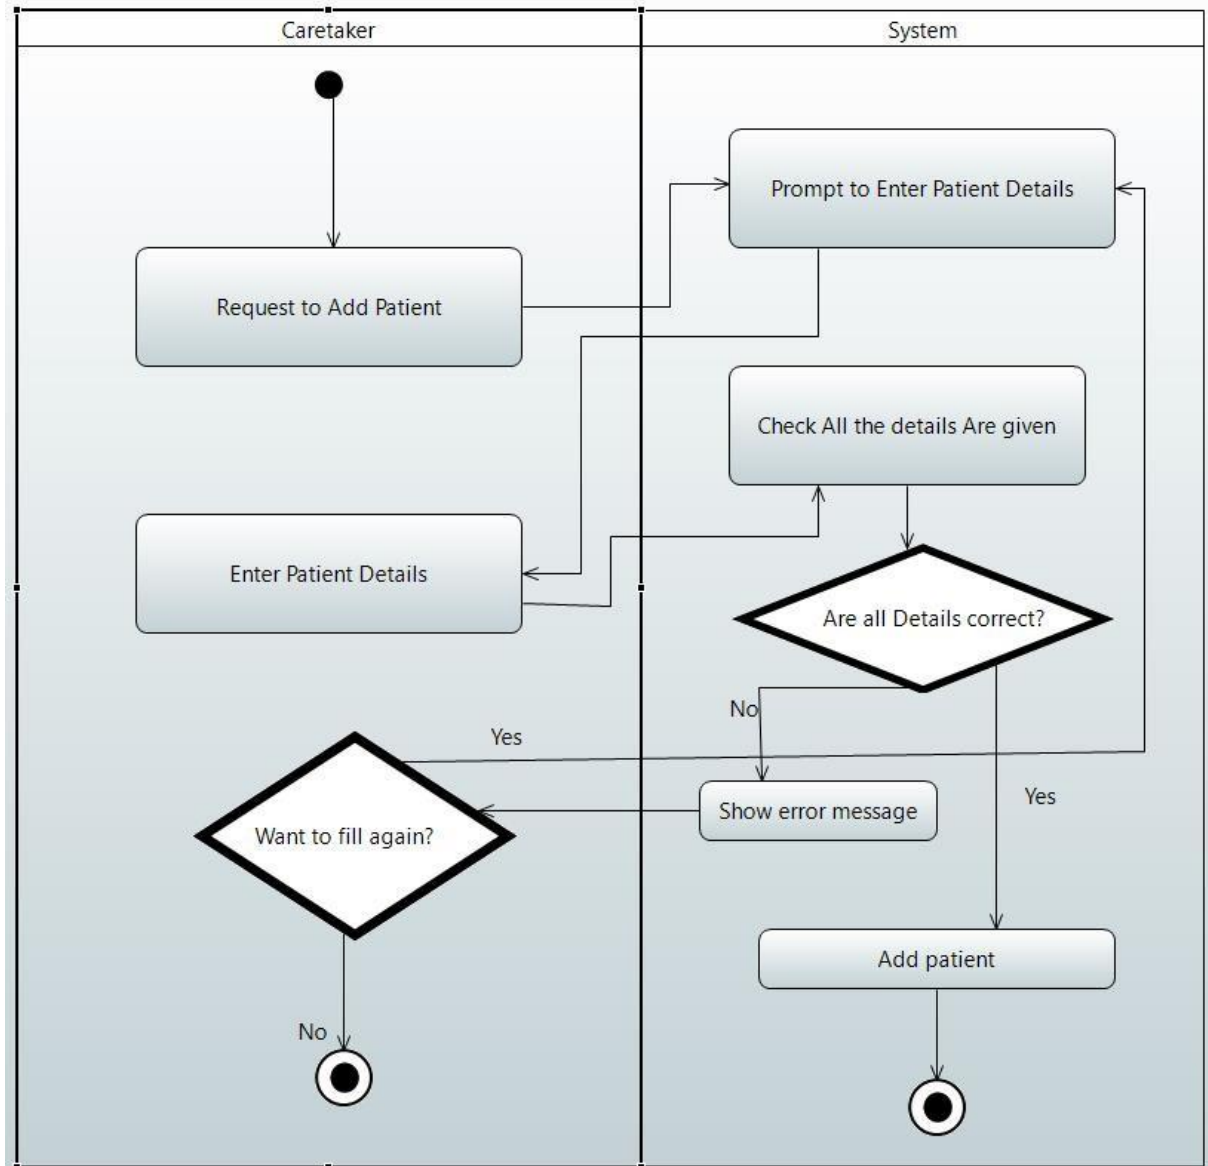 Caretaker
System
Prompt to Enter Patient Details
Request to Add Patient
Check All the details Are given
Enter Patient Details
Are all Details correct?
No
Yes
Yes
Show error message
Want to fill again?
Add patient
No